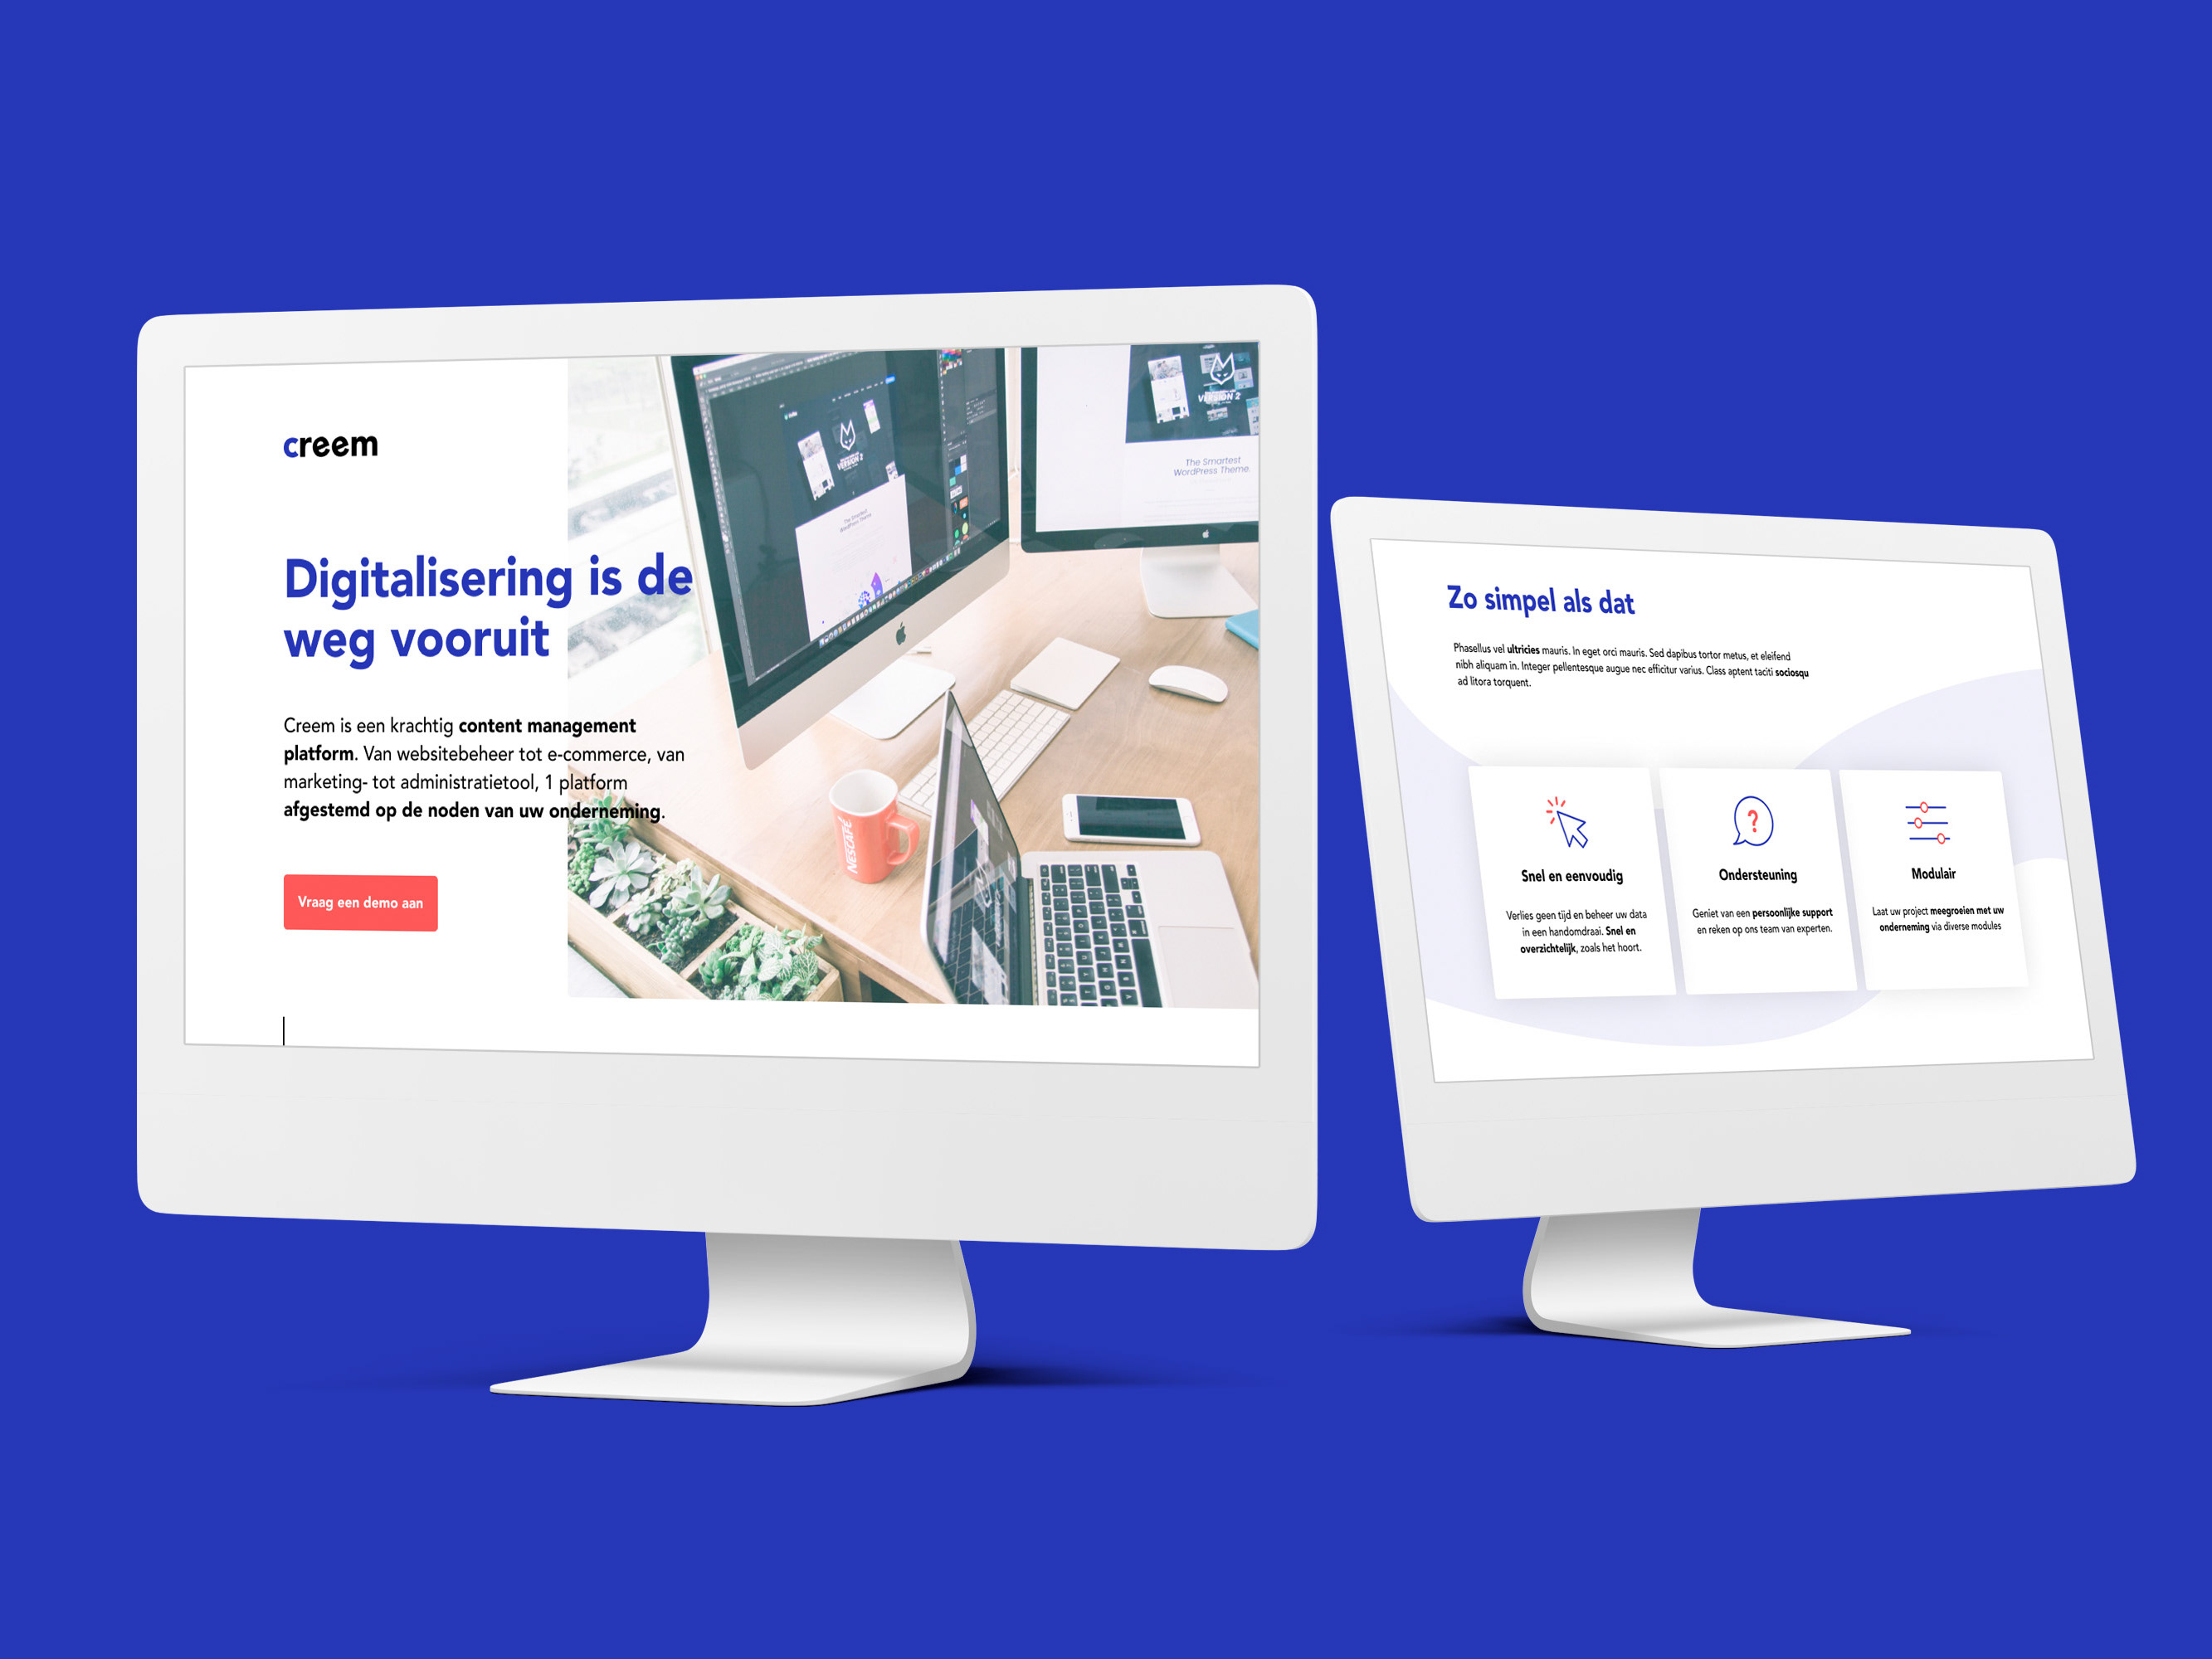 creem
Digitalisering is de
weg vooruit
Creem is een krachtig content management
platform. Van websitebeheer tot e-commerce, van
marketing- tot administratietool, 1 platform
afgestemd op de noden van uw onderneming.
Vraag een demo aan
VERSION 2
The Smartest
WordPress Theme
VERSION 2
The Smartest
WordPress Theme.
NESCAFÉ
Zo simpel als dat
Phasellus vel ultricies mauris. In eget orci mauris. Sed dapibus tortor metus, et eleifend
nibh aliquam in. Integer pellentesque augue nec efficitur varius. Class aptent taciti sociosqu
ad litora torquent.
Snel en eenvoudig
Verlies geen tijd en beheer uw data
in een handomdraai. Snel en
overzichtelijk, zoals het hoort.
Ondersteuning
Geniet van een persoonlijke support
en reken op ons team van experten.
Modulair
Laat uw project meegroeien met uw
onderneming via diverse modules